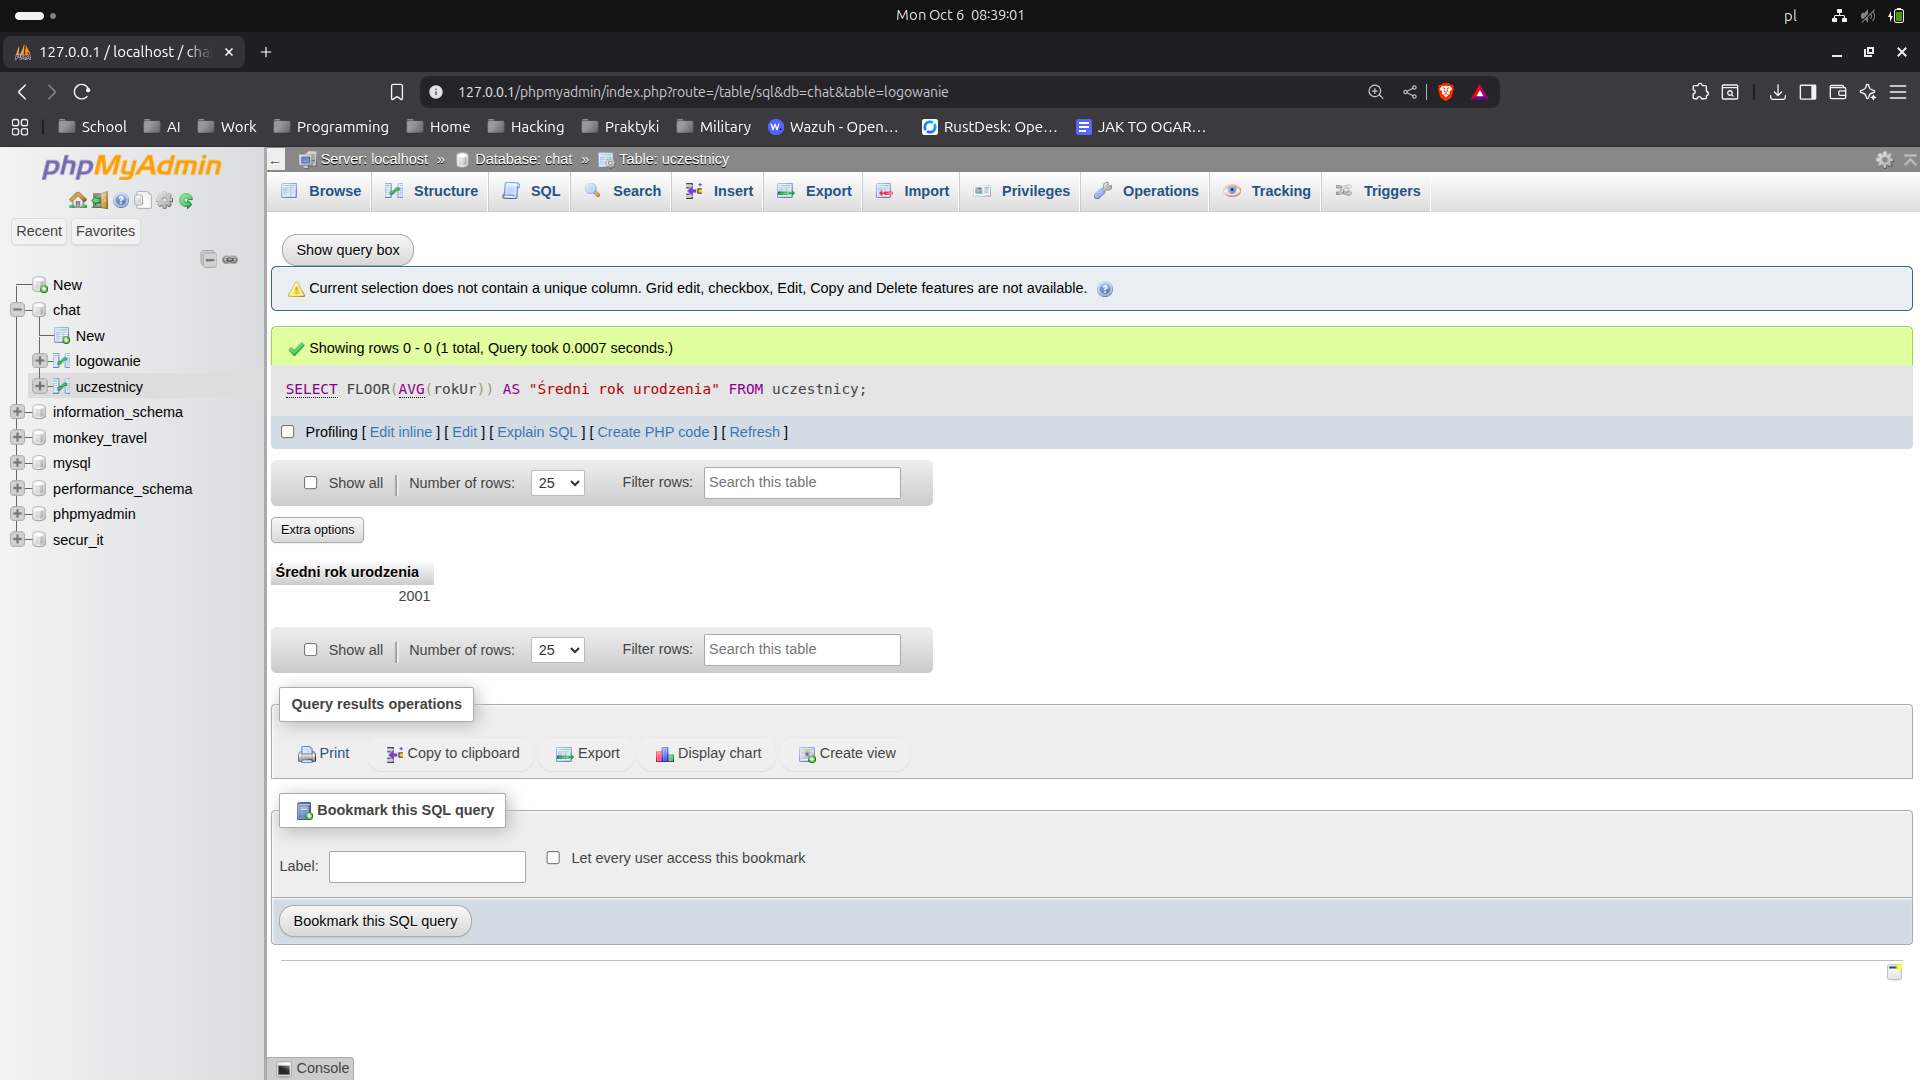 Mon Oct 6 08:39:01
pl
127.0.0.1 / localhost / cha
127.0.0.1/phpmyadmin/index.php?route=/table/sql&db=chat&table=logowanie
School AI Work Programming Home Hacking Praktyki Military Wazuh - Open... RustDesk: Ope... JAK TO OGAR...
phpMyAdmin
Server: localhost » Database: chat » Table: uczestnicy
Browse Structure SQL Search Insert Export Import Privileges Operations Tracking Triggers
Recent Favorites
New
chat
New
logowanie
uczestnicy
information_schema
monkey_travel
mysql
performance_schema
phpmyadmin
secur_it
Show query box
Current selection does not contain a unique column. Grid edit, checkbox, Edit, Copy and Delete features are not available.
Showing rows 0 - 0 (1 total, Query took 0.0007 seconds.)
SELECT FLOOR(AVG(rokUr)) AS "Średni rok urodzenia" FROM uczestnicy;
Profiling [ Edit inline ] [ Edit ] [ Explain SQL ] [ Create PHP code ] [ Refresh ]
Show all Number of rows: 25 Filter rows: Search this table
Extra options
Średni rok urodzenia
2001
Show all Number of rows: 25 Filter rows: Search this table
Query results operations
Print Copy to clipboard Export Display chart Create view
Bookmark this SQL query
Label: Let every user access this bookmark
Bookmark this SQL query
Console